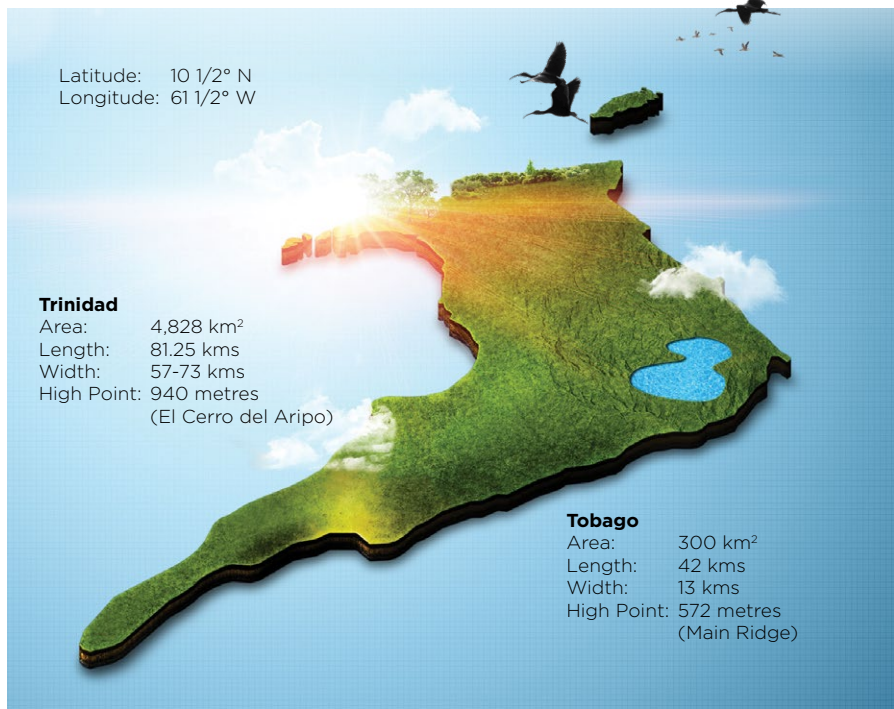 Latitude: 10 1/2° N
Longitude: 61 1/2° W
Trinidad
Area: 4,828 km²
Length: 81.25 kms
Width: 57-73 kms
High Point: 940 metres
(El Cerro del Aripo)
Tobago
Area: 300 km²
Length: 42 kms
Width: 13 kms
High Point: 572 metres
(Main Ridge)